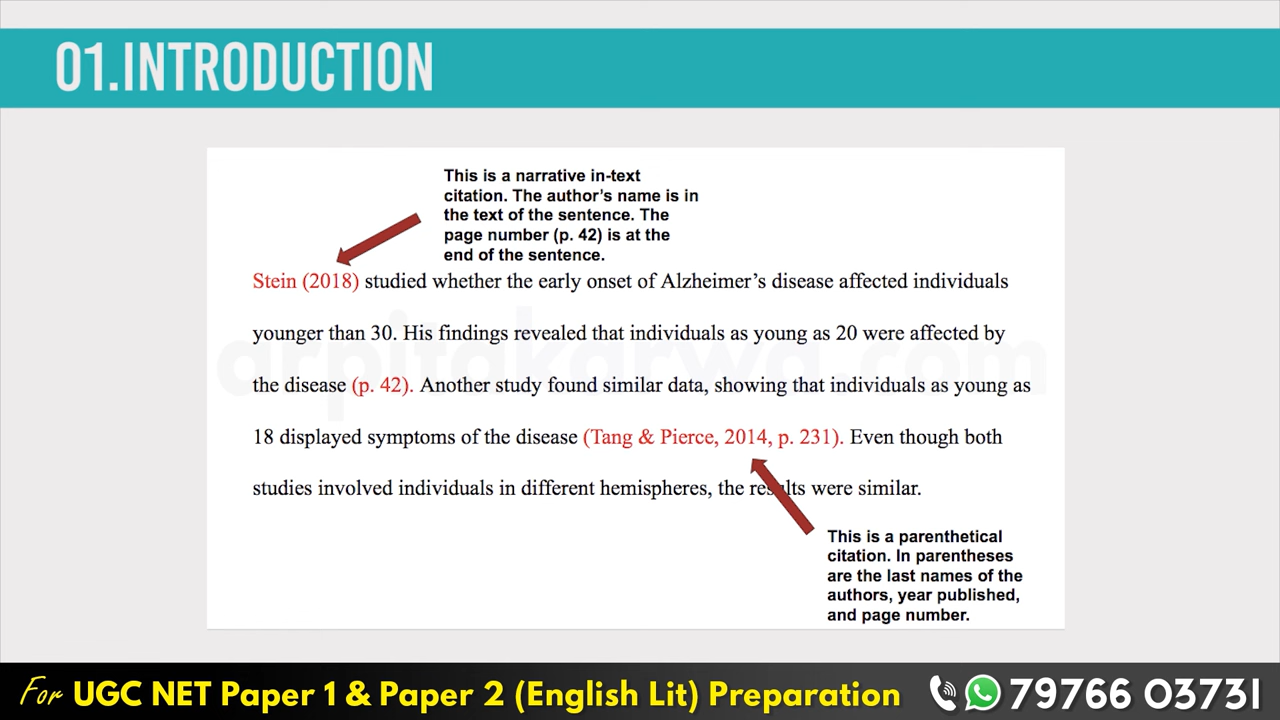 01.INTRODUCTION
This is a narrative in-text
citation. The author's name is in
the text of the sentence. The
page number (p. 42) is at the
end of the sentence.
Stein (2018) studied whether the early onset of Alzheimer's disease affected individuals
younger than 30. His findings revealed that individuals as young as 20 were affected by
arpitakarwa.com
the disease (p. 42). Another study found similar data, showing that individuals as young as
18 displayed symptoms of the disease (Tang & Pierce, 2014, p. 231). Even though both
studies involved individuals in different hemispheres, the results were similar.
This is a parenthetical
citation. In parentheses
are the last names of the
authors, year published,
and page number.
For UGC NET Paper 1 & Paper 2 (English Lit) Preparation 79766 03731